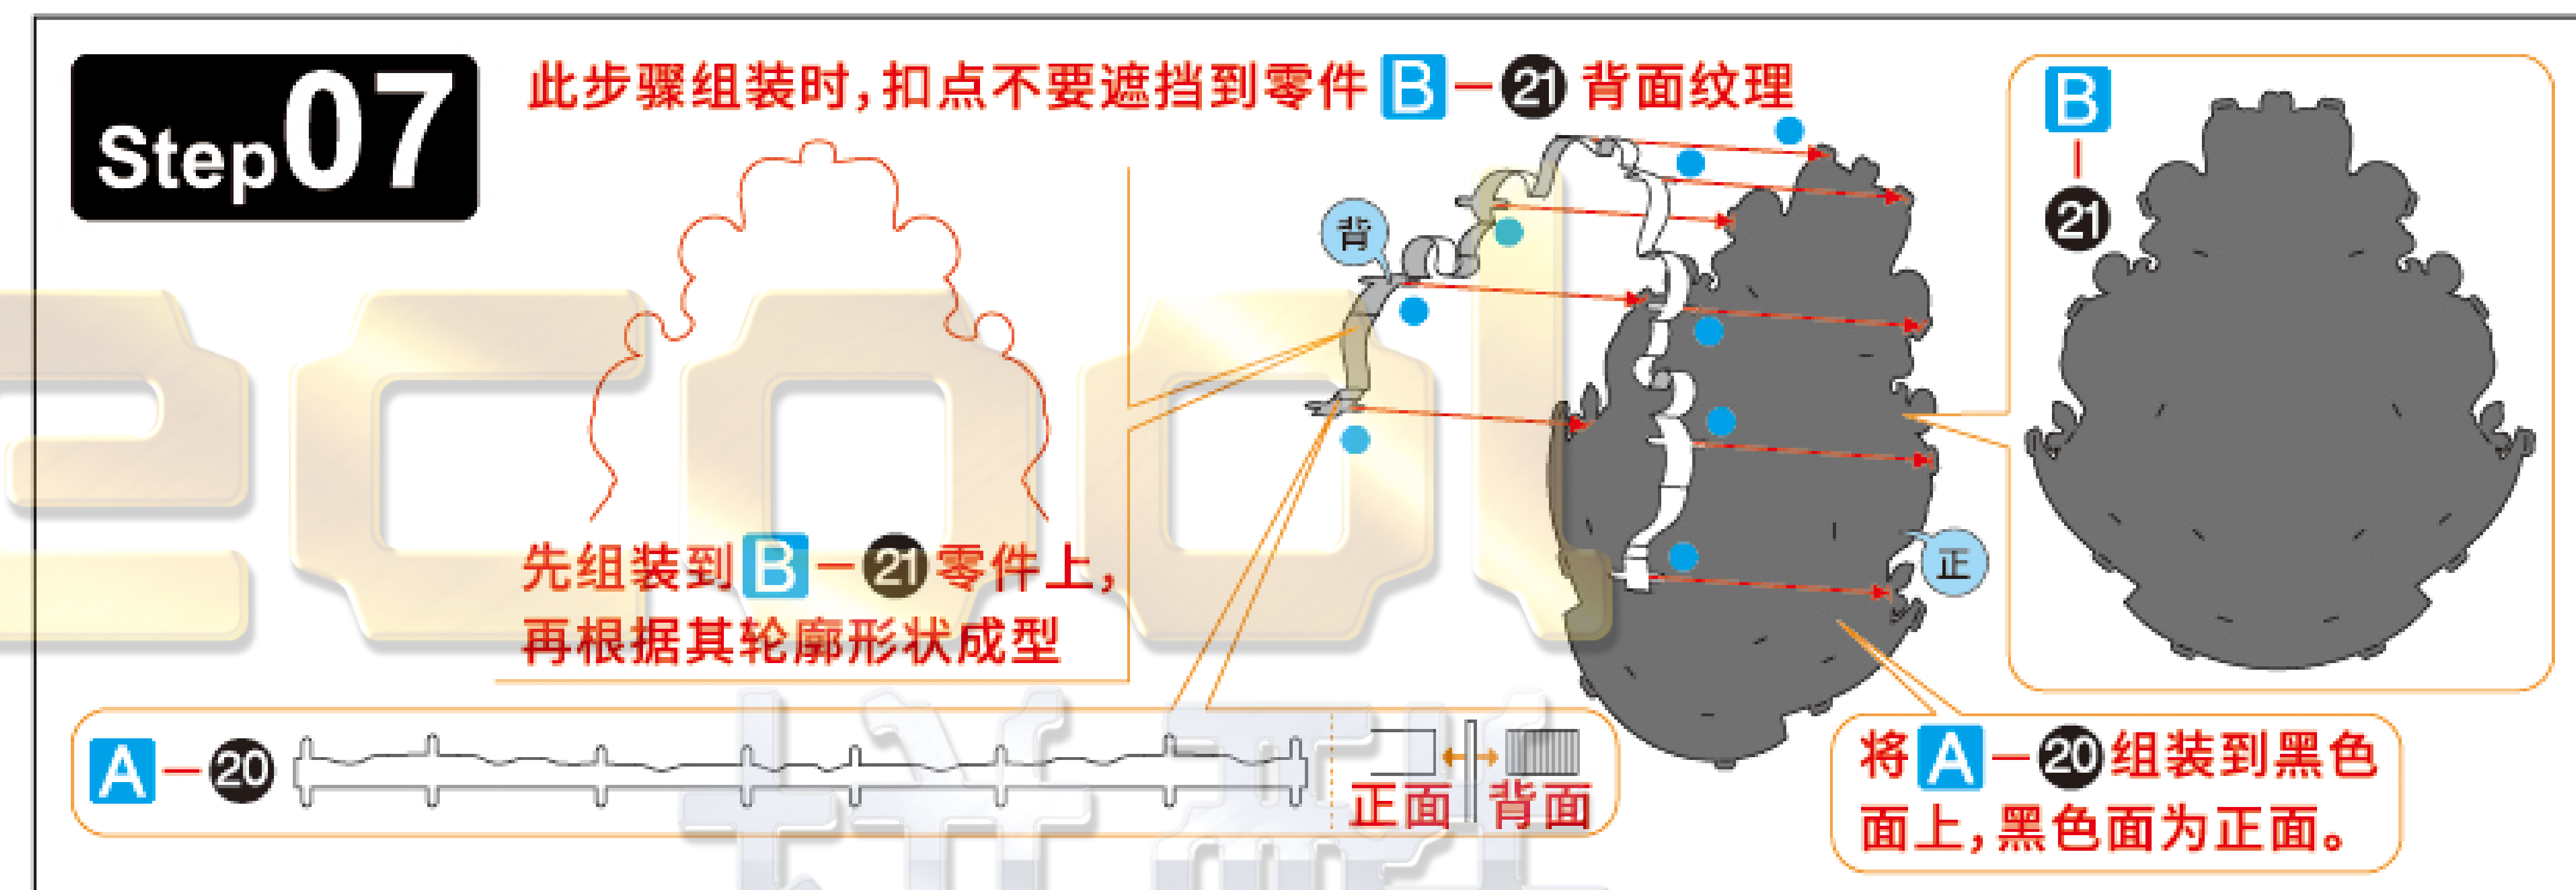 Step07
此步骤组装时,扣点不要遮挡到零件 B-21 背面纹理
B-21
背
正
先组装到 B-21 零件上,
再根据其轮廓形状成型
A-20
正面 背面
将 A-20 组装到黑色
面上,黑色面为正面。
ecool